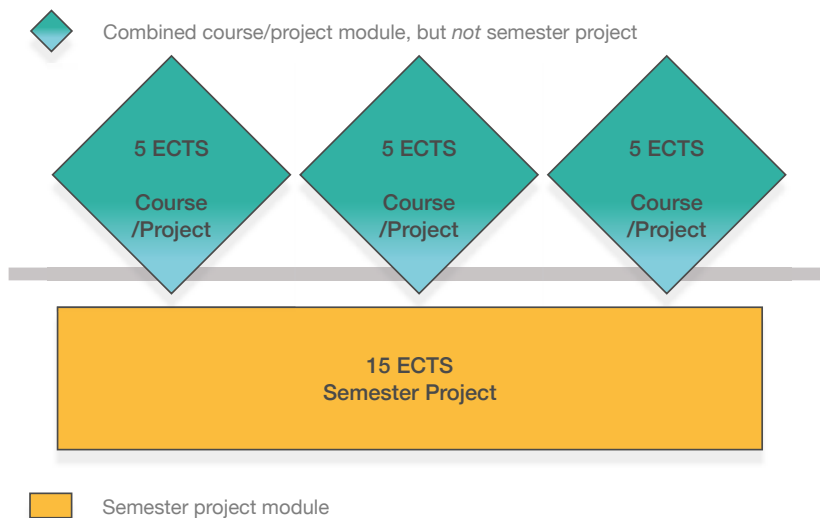 Combined course/project module, but not semester project
5 ECTS
Course
/Project
5 ECTS
Course
/Project
5 ECTS
Course
/Project
15 ECTS
Semester Project
Semester project module